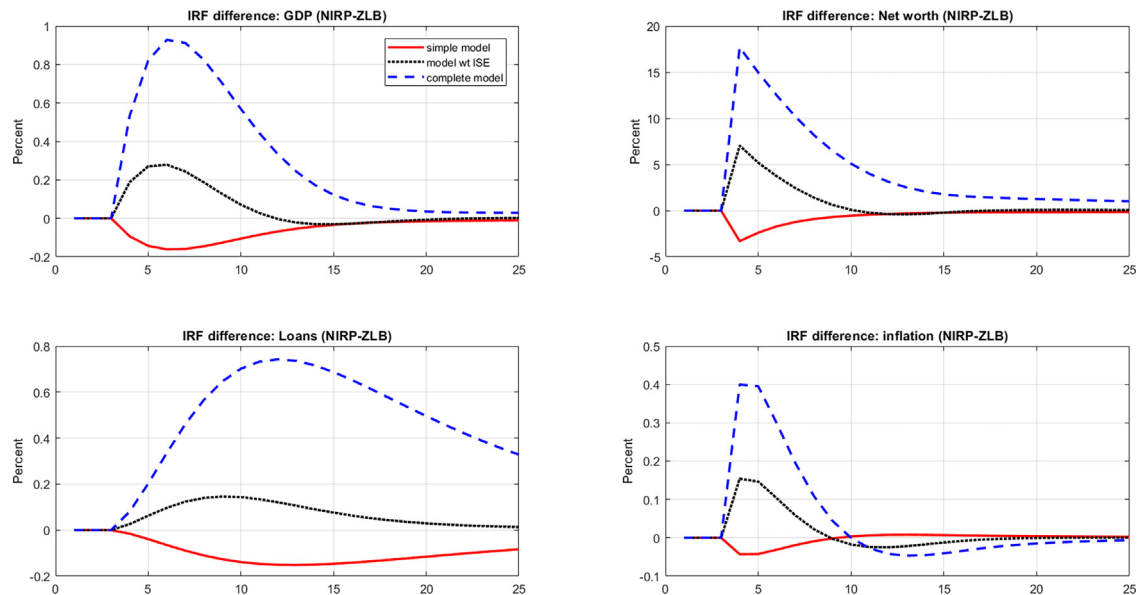 IRF difference: GDP (NIRP-ZLB)
1
0.8
0.6
0.4
0.2
0
-0.2
Percent
0 5 10 15 20 25
simple model
model wt ISE
complete model
IRF difference: Net worth (NIRP-ZLB)
20
15
10
5
0
-5
Percent
0 5 10 15 20 25
IRF difference: Loans (NIRP-ZLB)
0.8
0.6
0.4
0.2
0
-0.2
Percent
0 5 10 15 20 25
IRF difference: inflation (NIRP-ZLB)
0.5
0.4
0.3
0.2
0.1
0
-0.1
Percent
0 5 10 15 20 25